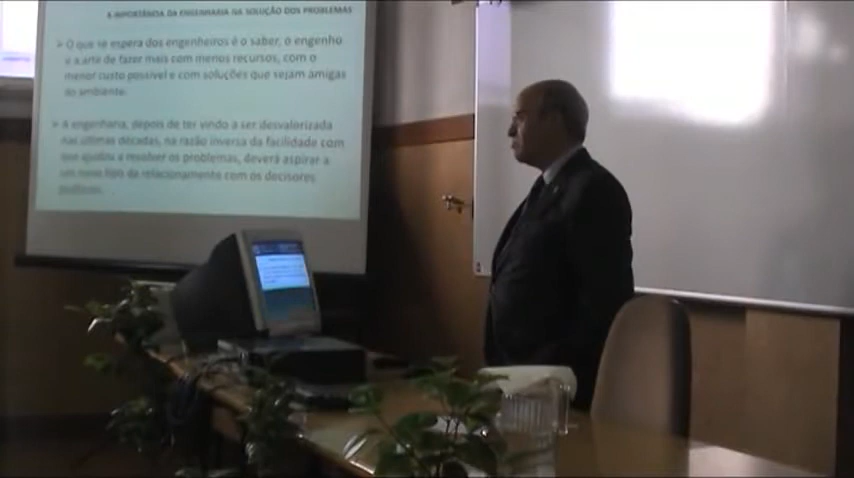 A IMPORTÂNCIA DA ENGENHARIA NA SOLUÇÃO DOS PROBLEMAS
➢ O que se espera dos engenheiros é o saber, o engenho
e a arte de fazer mais com menos recursos, com o
menor custo possível e com soluções que sejam amigas
do ambiente.
➢ A engenharia, depois de ter vindo a ser desvalorizada
nas últimas décadas, na razão inversa da facilidade com
que ajudou a resolver os problemas, deverá aspirar a
um novo tipo de relacionamento com os decisores
políticos.